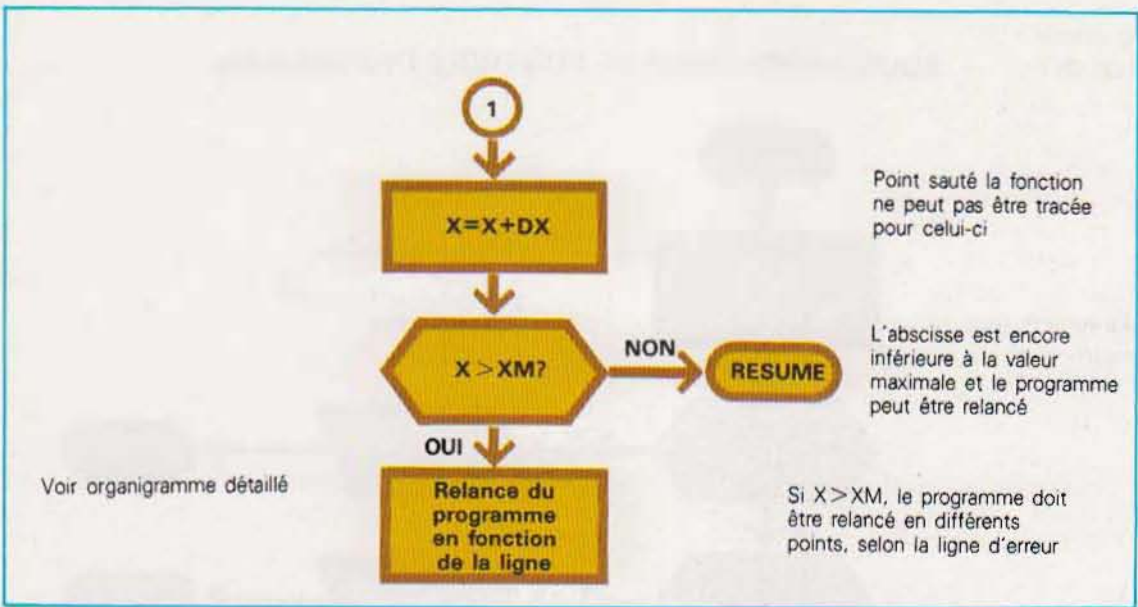 1
X=X+DX
Point sauté la fonction
ne peut pas être tracée
pour celui-ci
X>XM?
NON
RESUME
L'abscisse est encore
inférieure à la valeur
maximale et le programme
peut être relancé
OUI
Voir organigramme détaillé
Relance du
programme
en fonction
de la ligne
Si X>XM, le programme doit
être relancé en différents
points, selon la ligne d'erreur